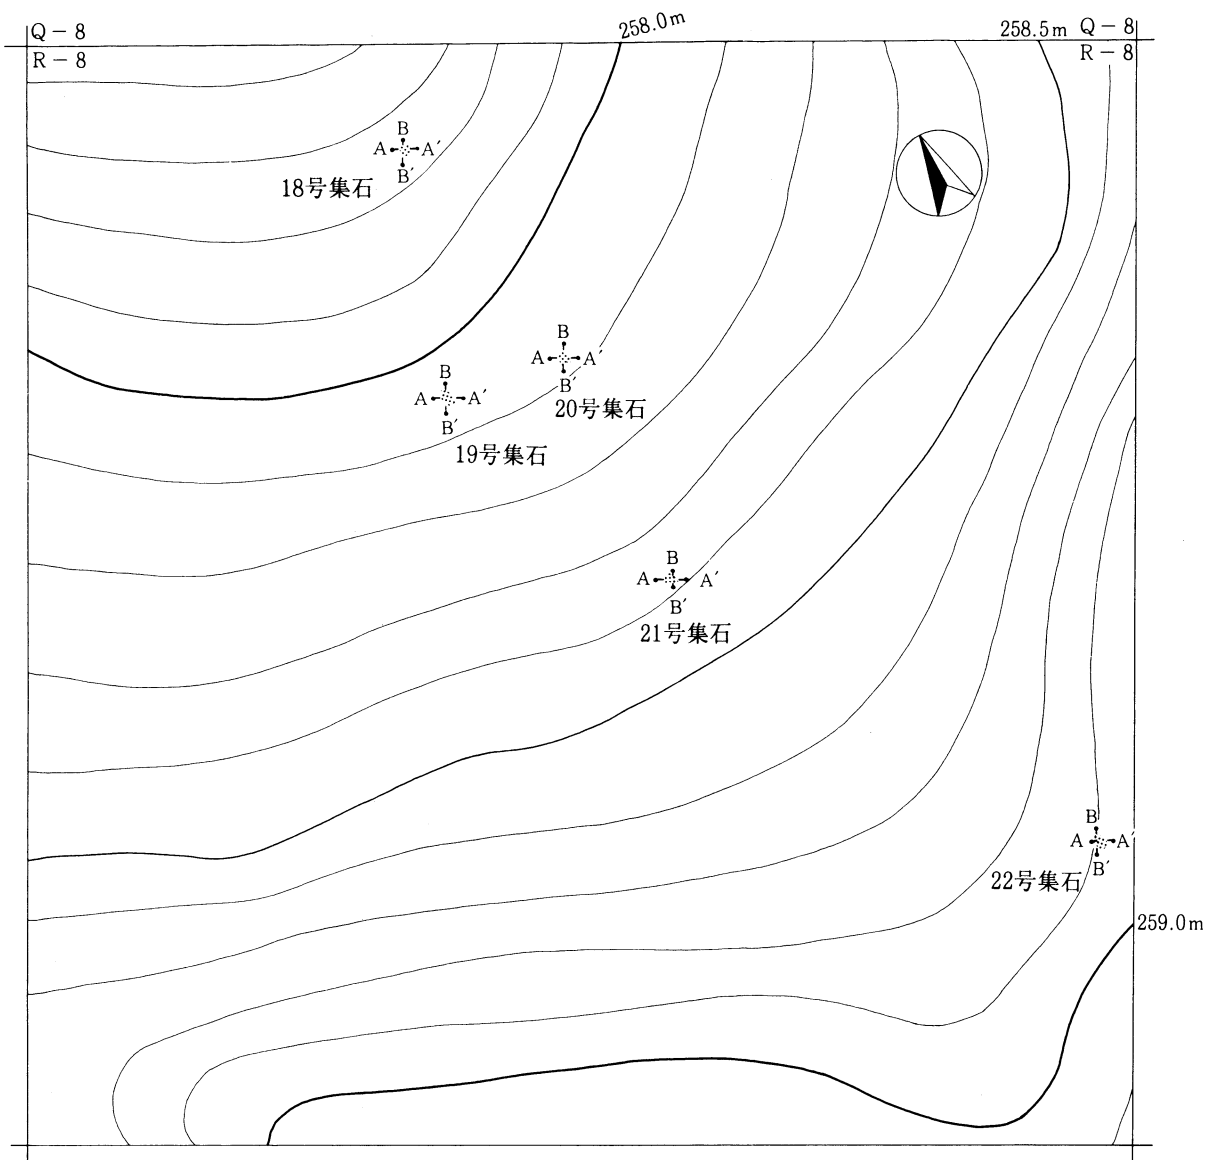 Q-8
R-8
258.0m
258.5m
Q-8
R-8
B
A A′
B′
18号集石
B
A A′
B′
20号集石
B
A A′
B′
19号集石
B
A A′
B′
21号集石
B
A A′
B′
22号集石
259.0m